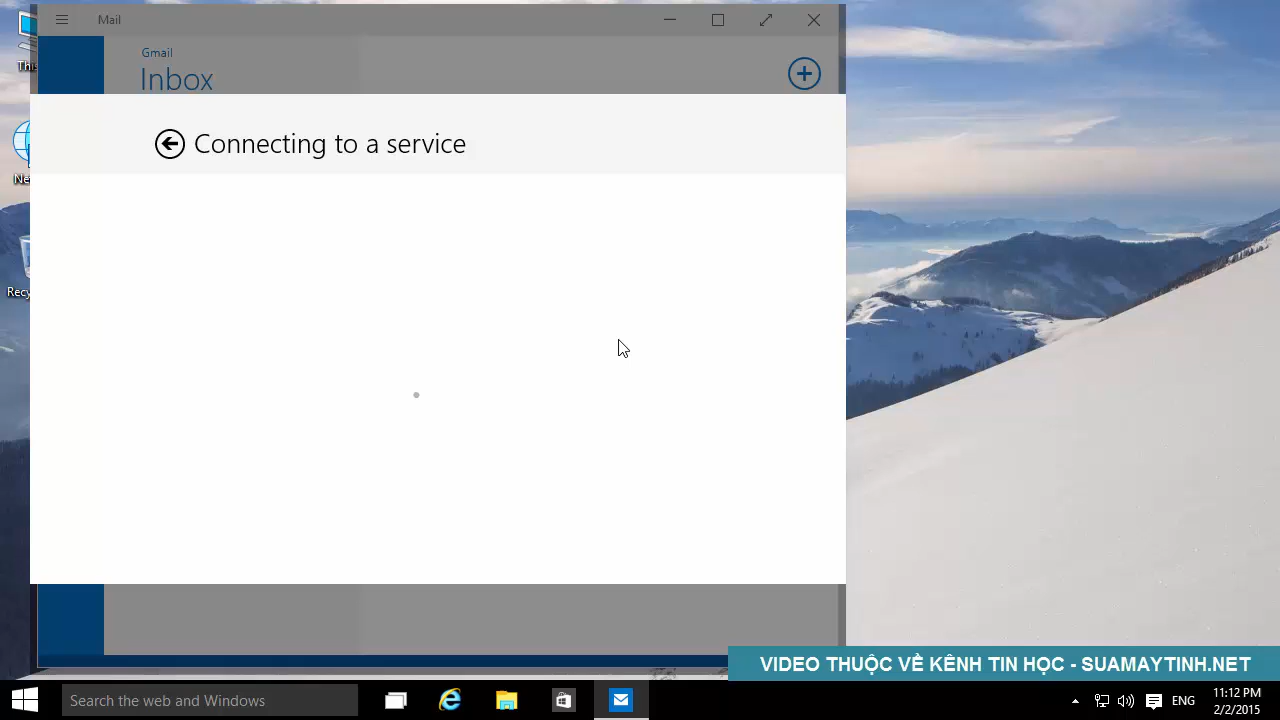 Mail
Gmail
Inbox
Connecting to a service
VIDEO THUỘC VỀ KÊNH TIN HỌC - SUAMAYTINH.NET
Search the web and Windows
ENG
11:12 PM
2/2/2015